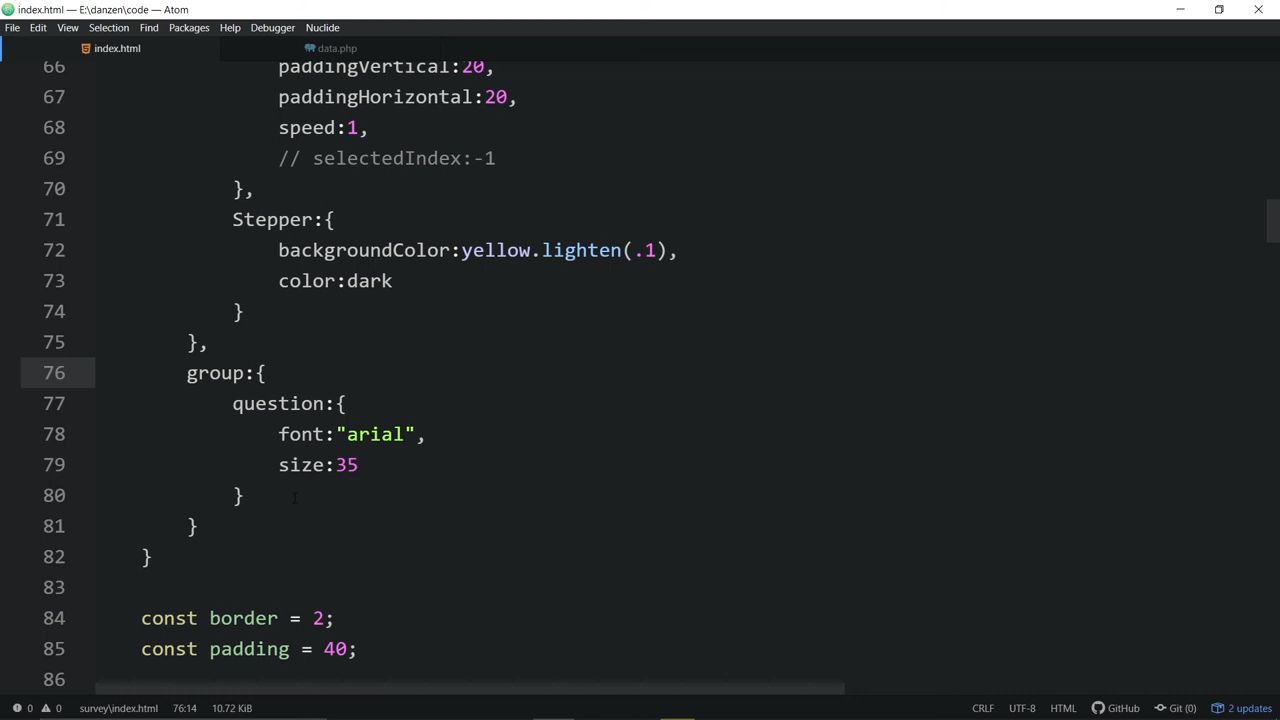 index.html — E:\danzen\code — Atom
File Edit View Selection Find Packages Help Debugger Nuclide
index.html data.php
66 paddingVertical:20,
67 paddingHorizontal:20,
68 speed:1,
69 // selectedIndex:-1
70 },
71 Stepper:{
72 backgroundColor:yellow.lighten(.1),
73 color:dark
74 }
75 },
76 group:{
77 question:{
78 font:"arial",
79 size:35
80 }
81 }
82 }
83
84 const border = 2;
85 const padding = 40;
86
0 0 survey\index.html 76:14 10.72 KiB CRLF UTF-8 HTML GitHub Git (0) 2 updates